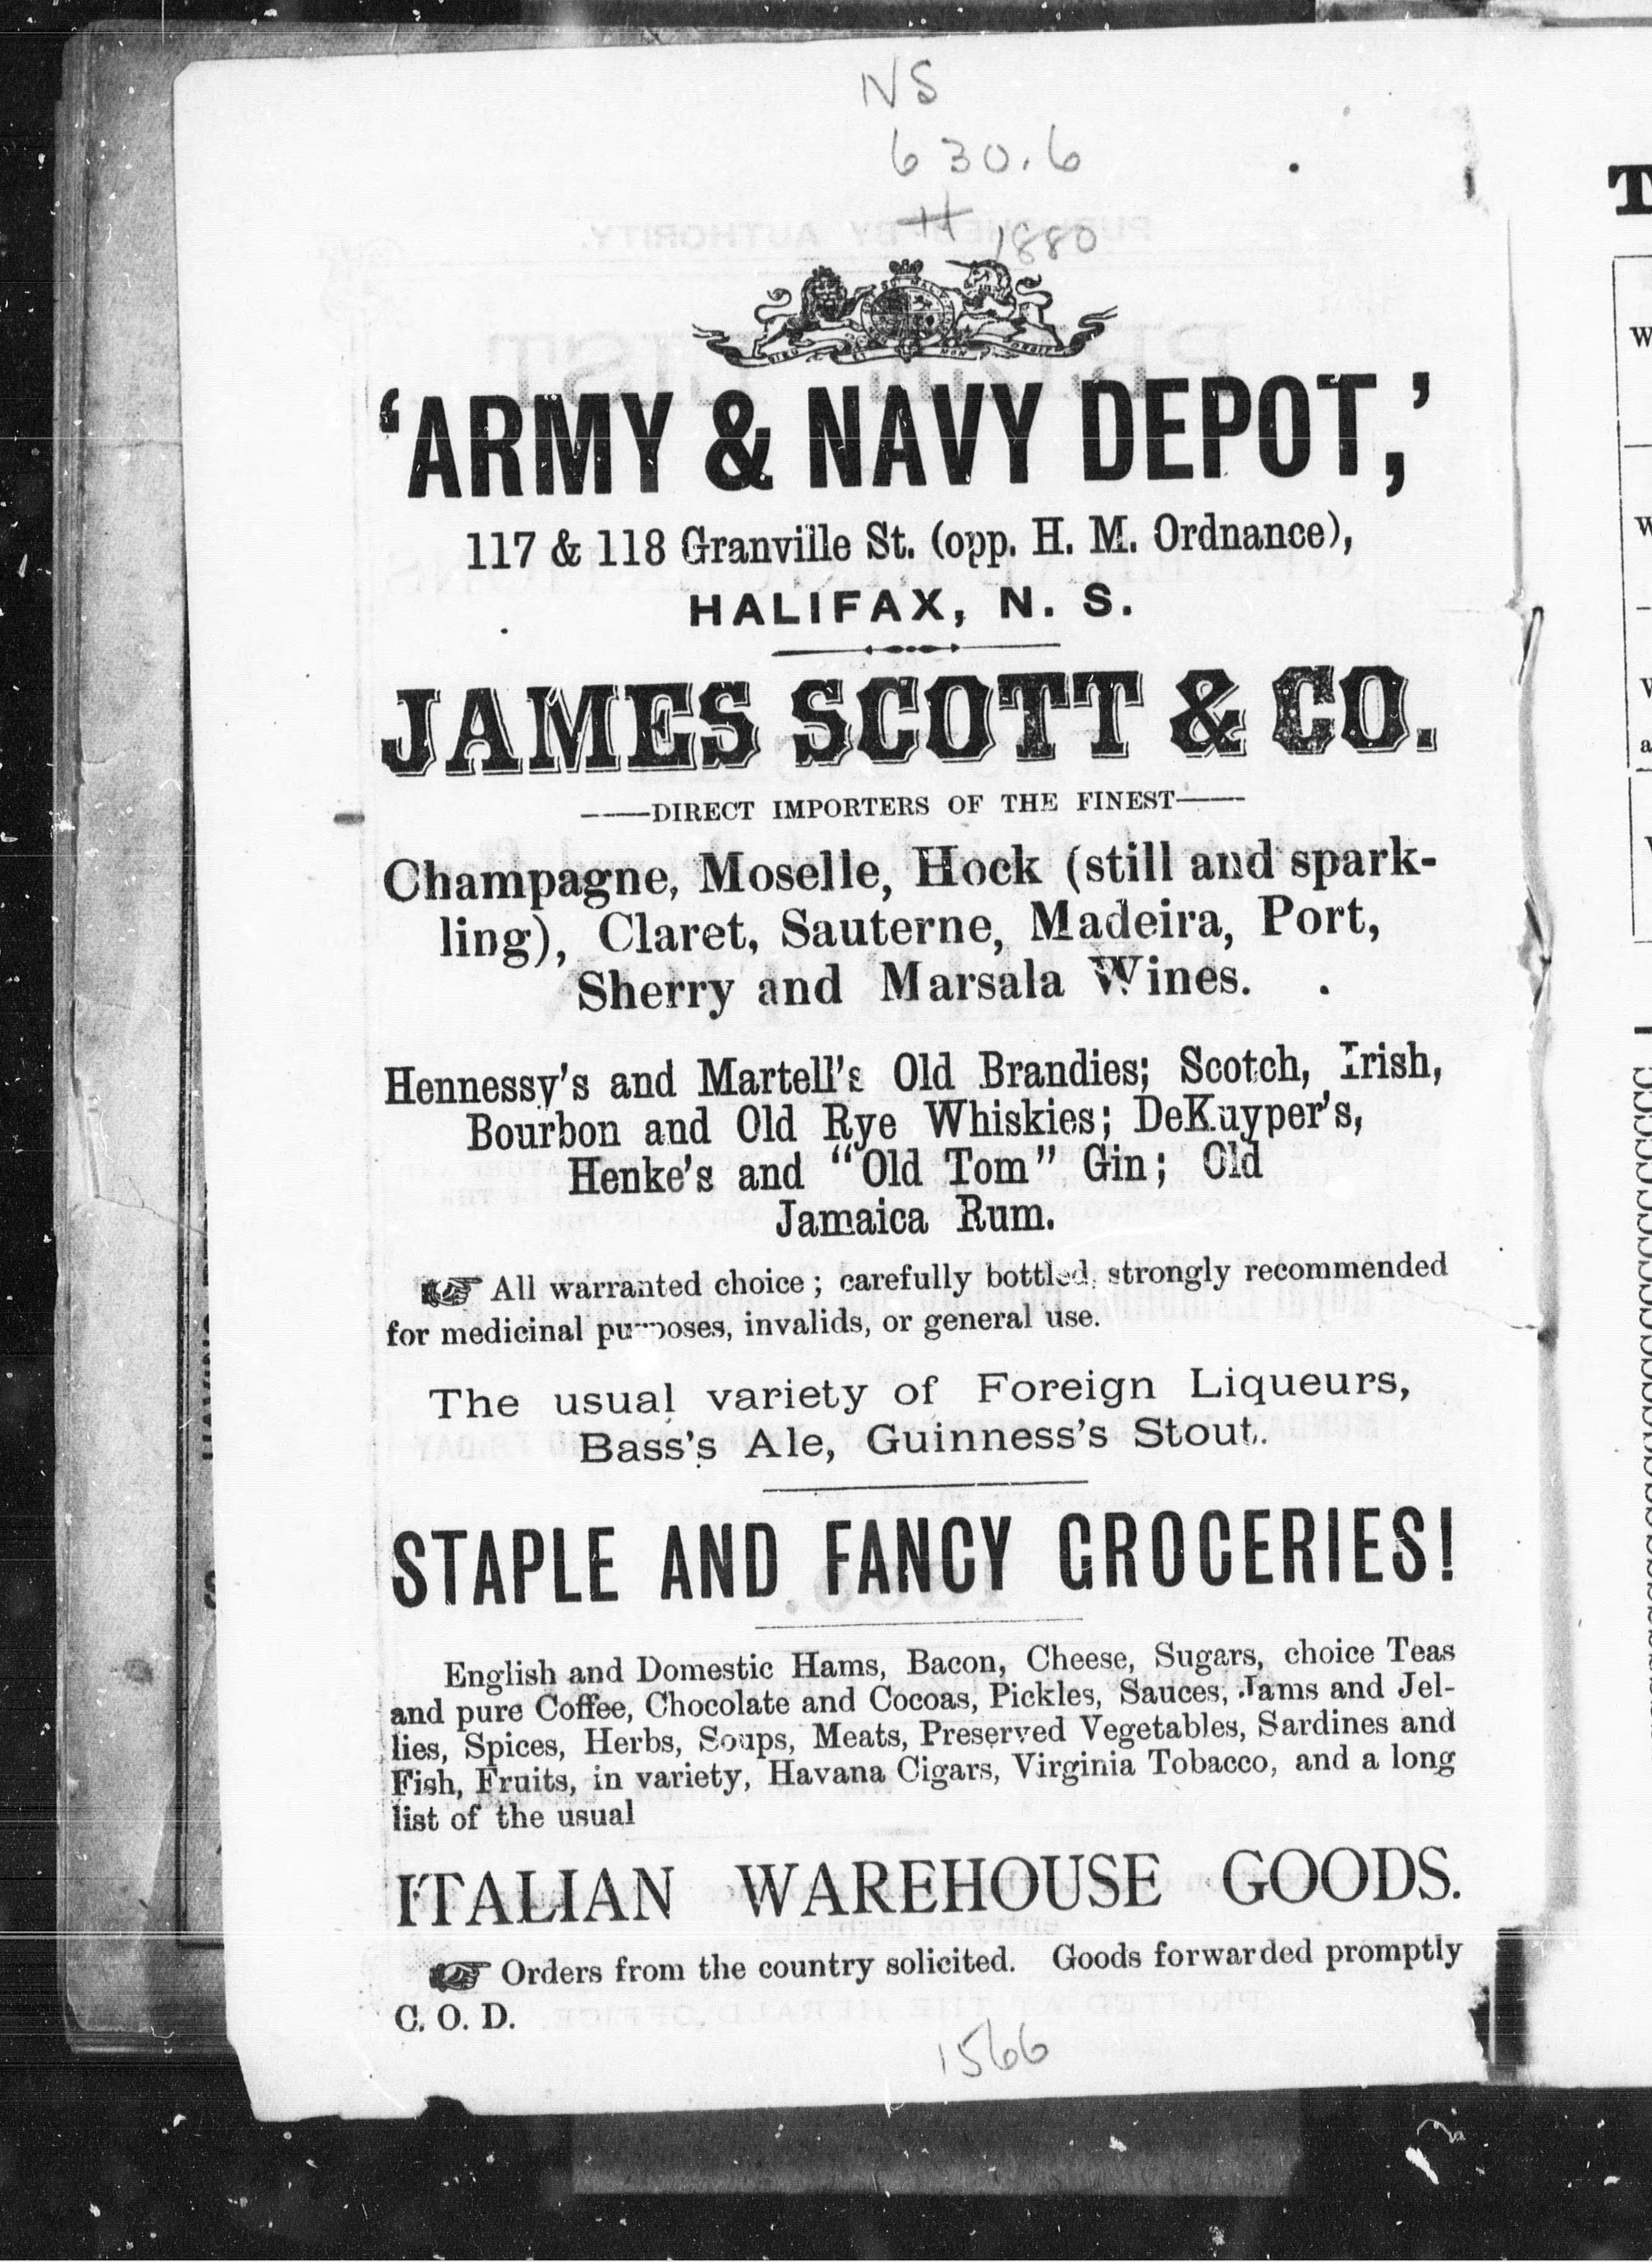 NS
630.6
H
1880
'ARMY & NAVY DEPOT,'
117 & 118 Granville St. (opp. H. M. Ordnance),
HALIFAX, N. S.
JAMES SCOTT & CO.
——DIRECT IMPORTERS OF THE FINEST——
Champagne, Moselle, Hock (still and spark-
ling), Claret, Sauterne, Madeira, Port,
Sherry and Marsala Wines.
Hennessy's and Martell's Old Brandies; Scotch, Irish,
Bourbon and Old Rye Whiskies; DeKuyper's,
Henke's and "Old Tom" Gin; Old
Jamaica Rum.
☞ All warranted choice; carefully bottled, strongly recommended
for medicinal purposes, invalids, or general use.
The usual variety of Foreign Liqueurs,
Bass's Ale, Guinness's Stout.
STAPLE AND FANCY GROCERIES!
English and Domestic Hams, Bacon, Cheese, Sugars, choice Teas
and pure Coffee, Chocolate and Cocoas, Pickles, Sauces, Jams and Jel-
lies, Spices, Herbs, Soups, Meats, Preserved Vegetables, Sardines and
Fish, Fruits, in variety, Havana Cigars, Virginia Tobacco, and a long
list of the usual
ITALIAN WAREHOUSE GOODS.
☞ Orders from the country solicited. Goods forwarded promptly
C. O. D.
1566